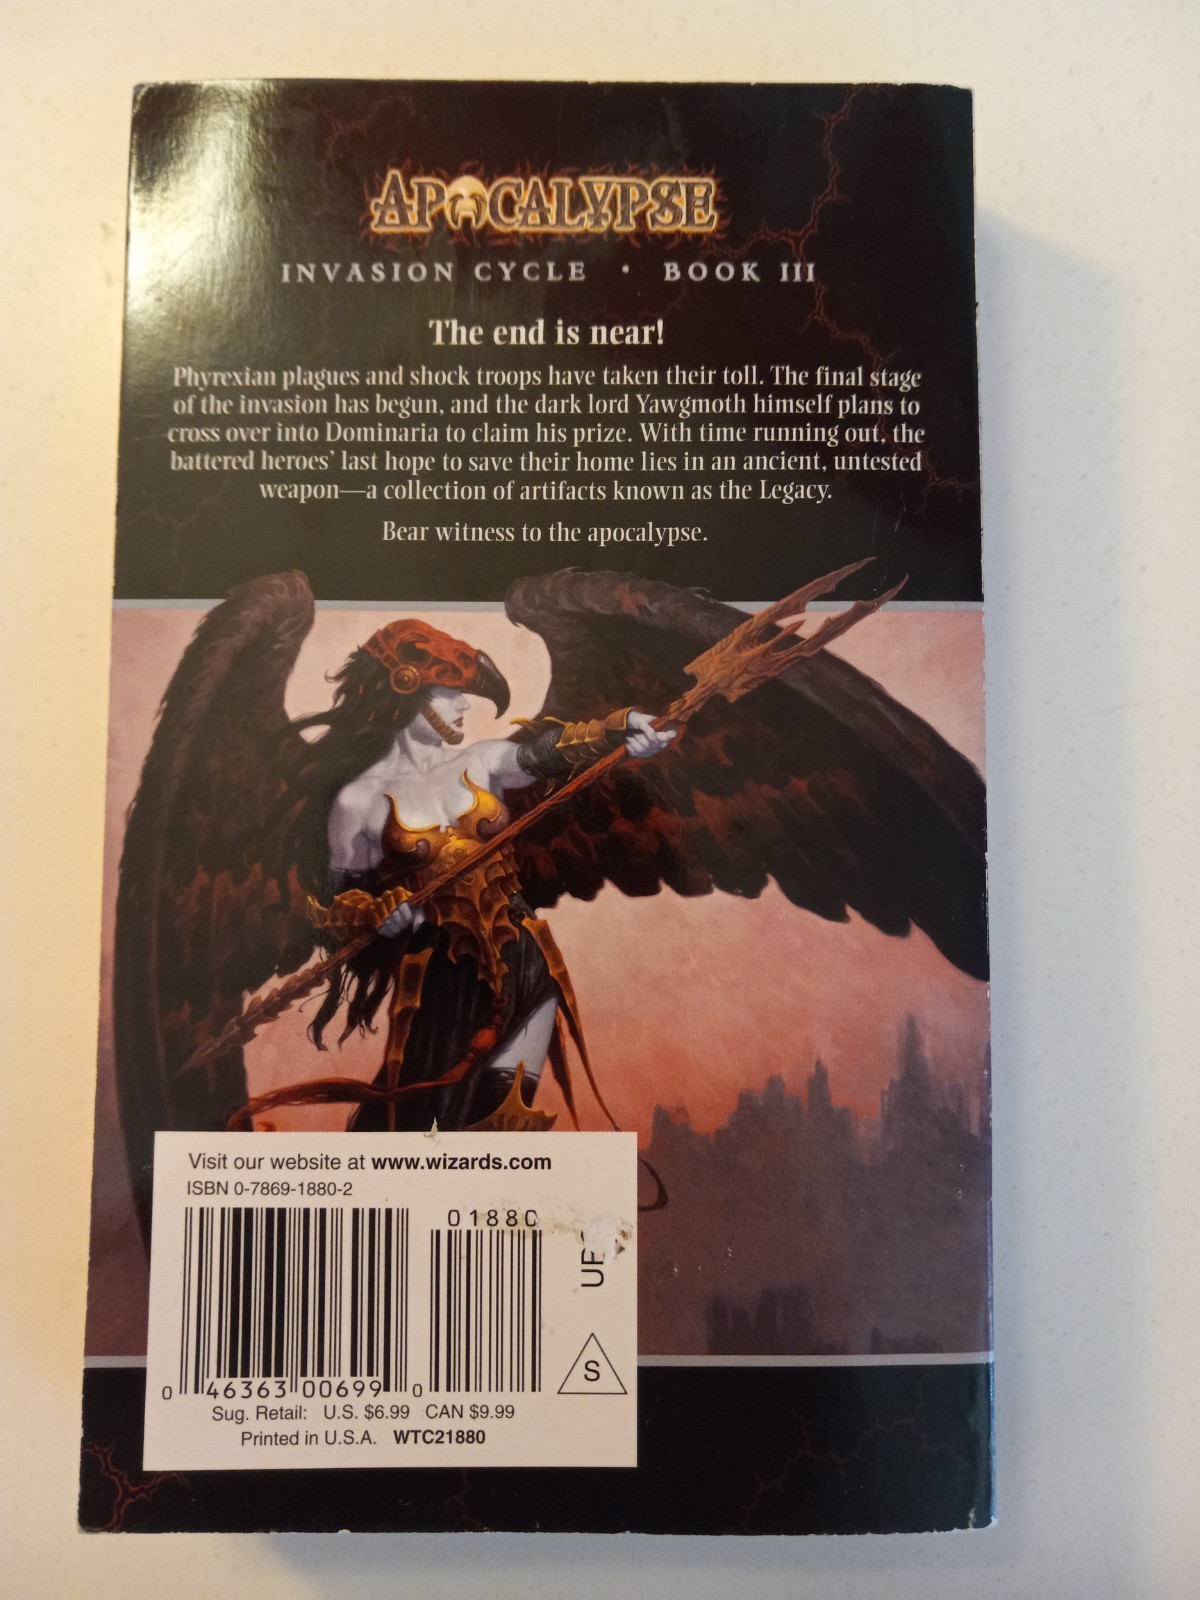 APOCALYPSE
INVASION CYCLE • BOOK III
The end is near!
Phyrexian plagues and shock troops have taken their toll. The final stage
of the invasion has begun, and the dark lord Yawgmoth himself plans to
cross over into Dominaria to claim his prize. With time running out, the
battered heroes' last hope to save their home lies in an ancient, untested
weapon—a collection of artifacts known as the Legacy.
Bear witness to the apocalypse.
Visit our website at www.wizards.com
ISBN 0-7869-1880-2
01880
S
0 46363 00699 0
Sug. Retail: U.S. $6.99 CAN $9.99
Printed in U.S.A. WTC21880